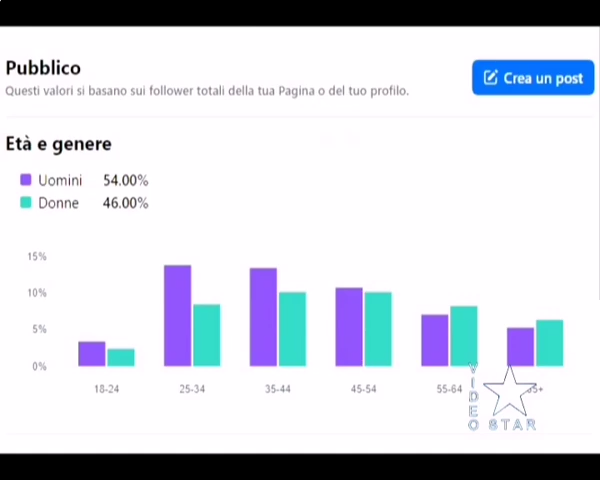 Pubblico
Crea un post
Questi valori si basano sui follower totali della tua Pagina o del tuo profilo.
Età e genere
Uomini 54.00%
Donne 46.00%
15%
10%
5%
0%
18-24 25-34 35-44 45-54 55-64 65+
VIDEO STAR